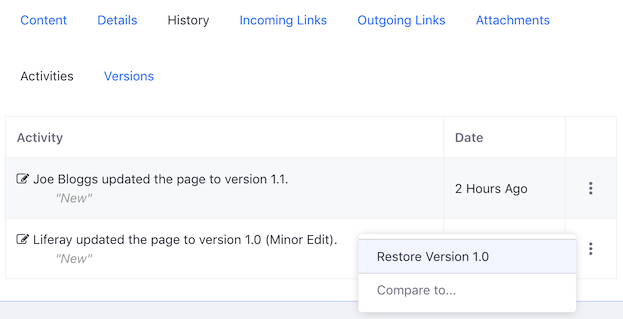 Content Details History Incoming Links Outgoing Links Attachments
Activities Versions
Activity Date
Joe Bloggs updated the page to version 1.1.
"New"
2 Hours Ago
Liferay updated the page to version 1.0 (Minor Edit).
"New"
Restore Version 1.0
Compare to...